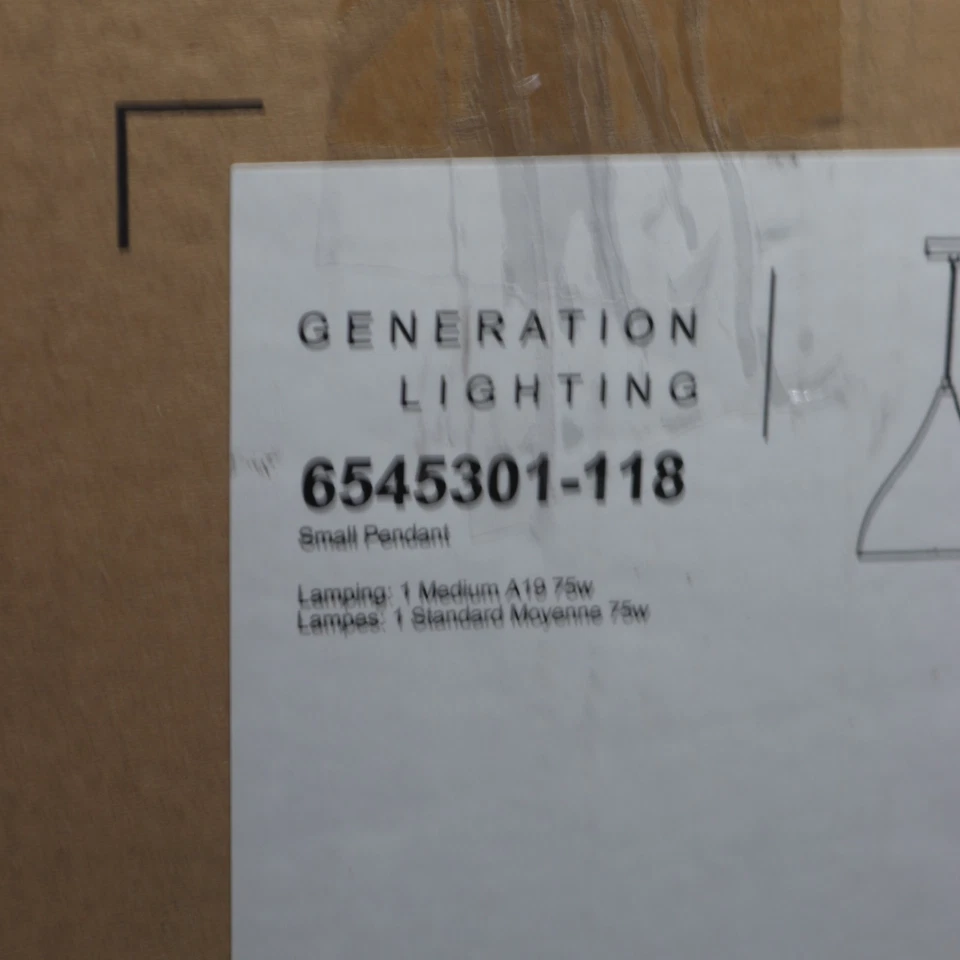 GENERATION
LIGHTING
6545301-118
Small Pendant
Lamping: 1 Medium A19 75w
Lampes: 1 Standard Moyenne 75w